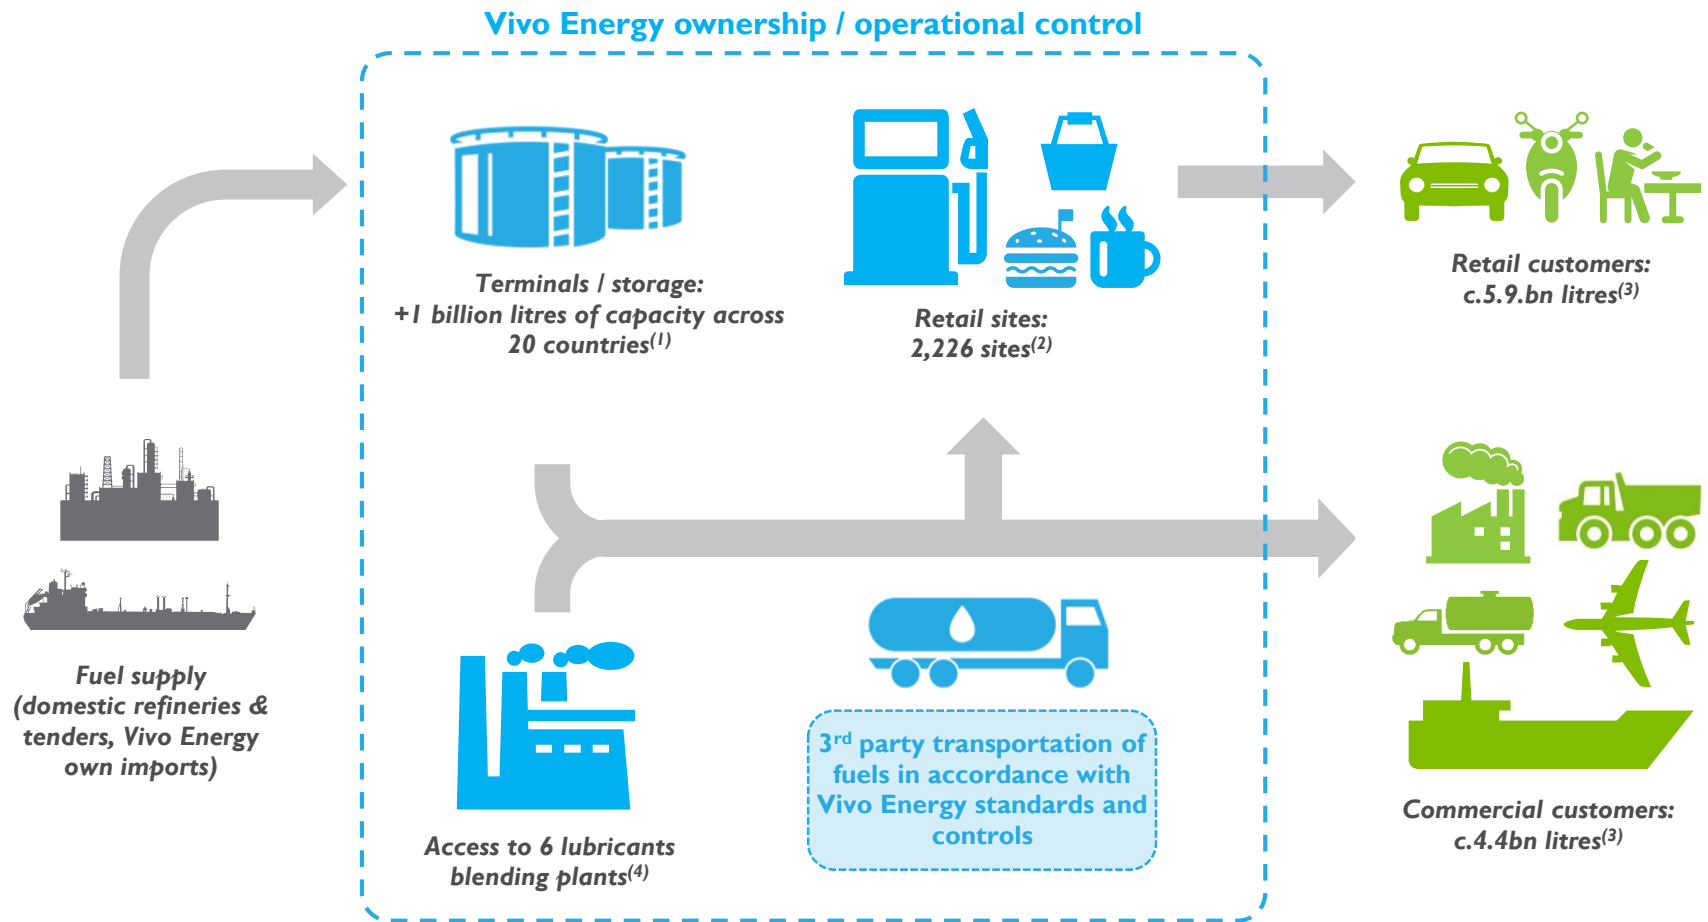 Vivo Energy ownership / operational control
Terminals / storage:
+1 billion litres of capacity across
20 countries(1)
Retail sites:
2,226 sites(2)
Retail customers:
c.5.9.bn litres(3)
Fuel supply
(domestic refineries &
tenders, Vivo Energy
own imports)
Access to 6 lubricants
blending plants(4)
3rd party transportation of
fuels in accordance with
Vivo Energy standards and
controls
Commercial customers:
c.4.4bn litres(3)